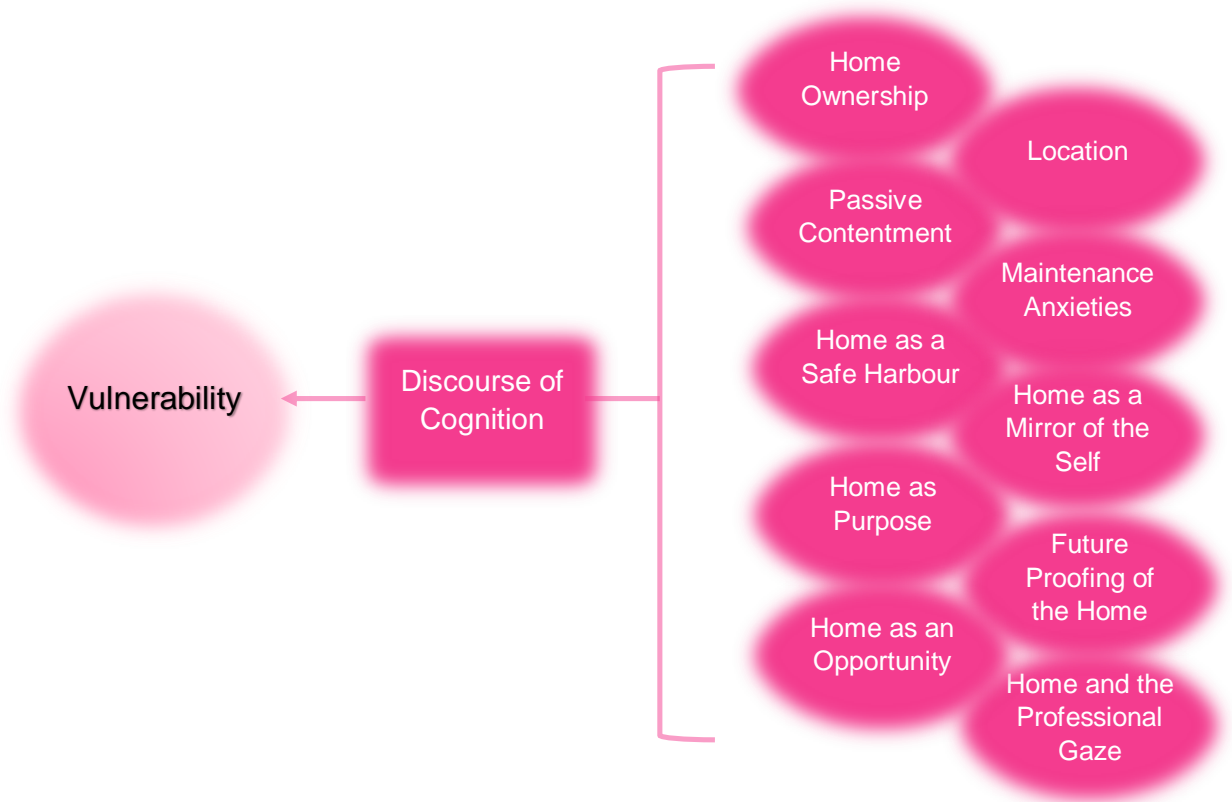 Vulnerability
Discourse of
Cognition
Home
Ownership
Location
Passive
Contentment
Maintenance
Anxieties
Home as a
Safe Harbour
Home as a
Mirror of the
Self
Home as
Purpose
Future
Proofing of
the Home
Home as an
Opportunity
Home and the
Professional
Gaze